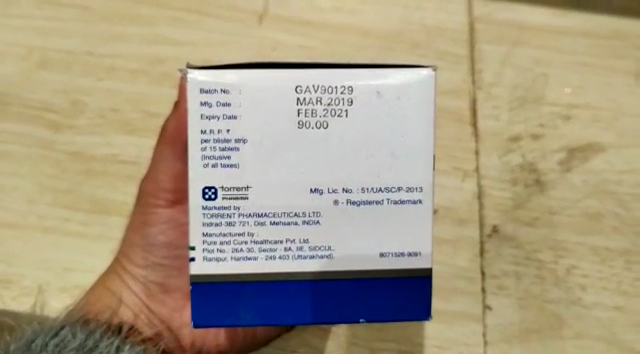 Batch No. : GAV90129
Mfg. Date : MAR.2019
Expiry Date : FEB.2021
M.R.P. ₹ 90.00
per blister strip
of 15 tablets
(Inclusive
of all taxes)
torrent
PHARMA
Mfg. Lic. No. : 51/UA/SC/P-2013
® - Registered Trademark
Marketed by :
TORRENT PHARMACEUTICALS LTD.
Indrad-382 721, Dist. Mehsana, INDIA.
Manufactured by :
Pure and Cure Healthcare Pvt. Ltd.
Plot No. 26A-30, Sector - 8A, IIE, SIDCUL,
Ranipur, Haridwar - 249 403 (Uttarakhand).
8071526-9091